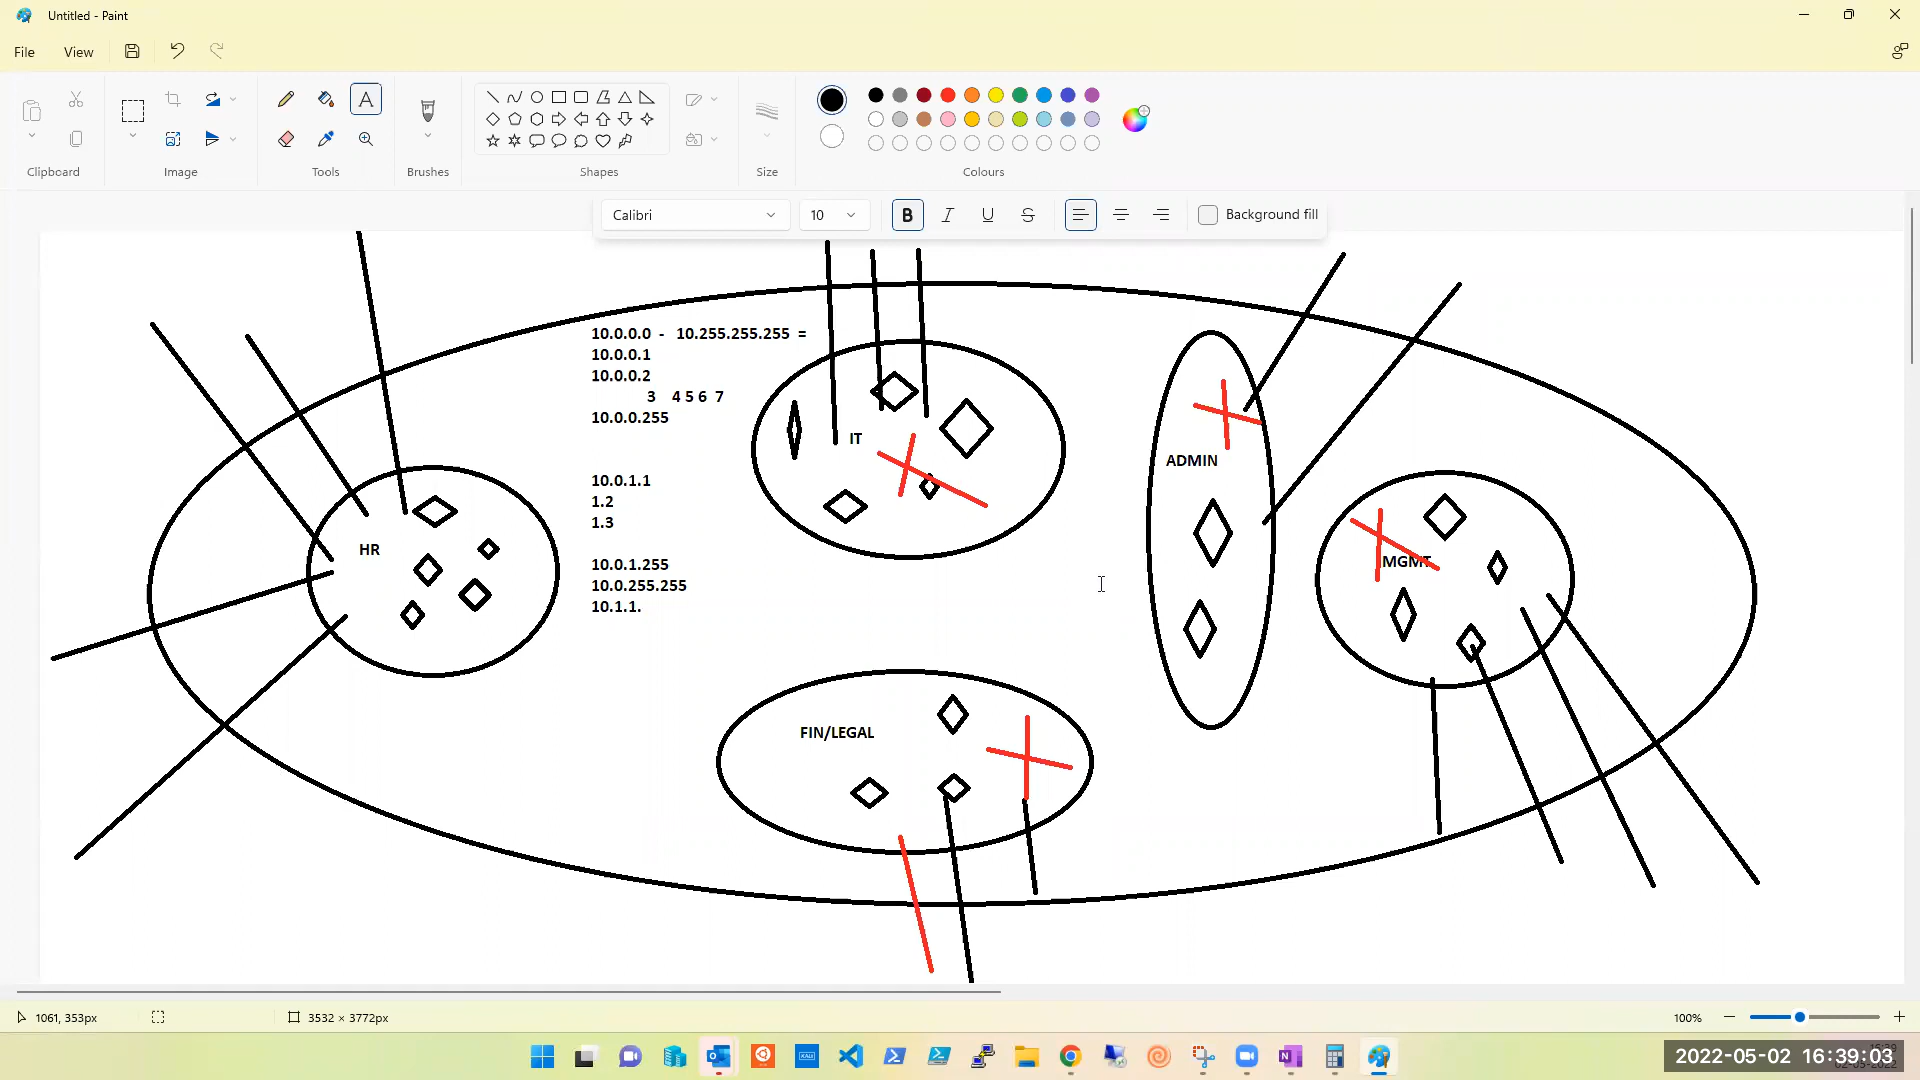 Untitled - Paint
File View
Clipboard
Image
Tools
Brushes
Shapes
Size
Colours
Calibri 10 B I U S Background fill
10.0.0.0 - 10.255.255.255 =
10.0.0.1
10.0.0.2
3 4 5 6 7
10.0.0.255
10.0.1.1
1.2
1.3
10.0.1.255
10.0.255.255
10.1.1.
IT
ADMIN
HR
MGMT
FIN/LEGAL
1061, 353px
3532 × 3772px
100%
2022-05-02 16:39:03